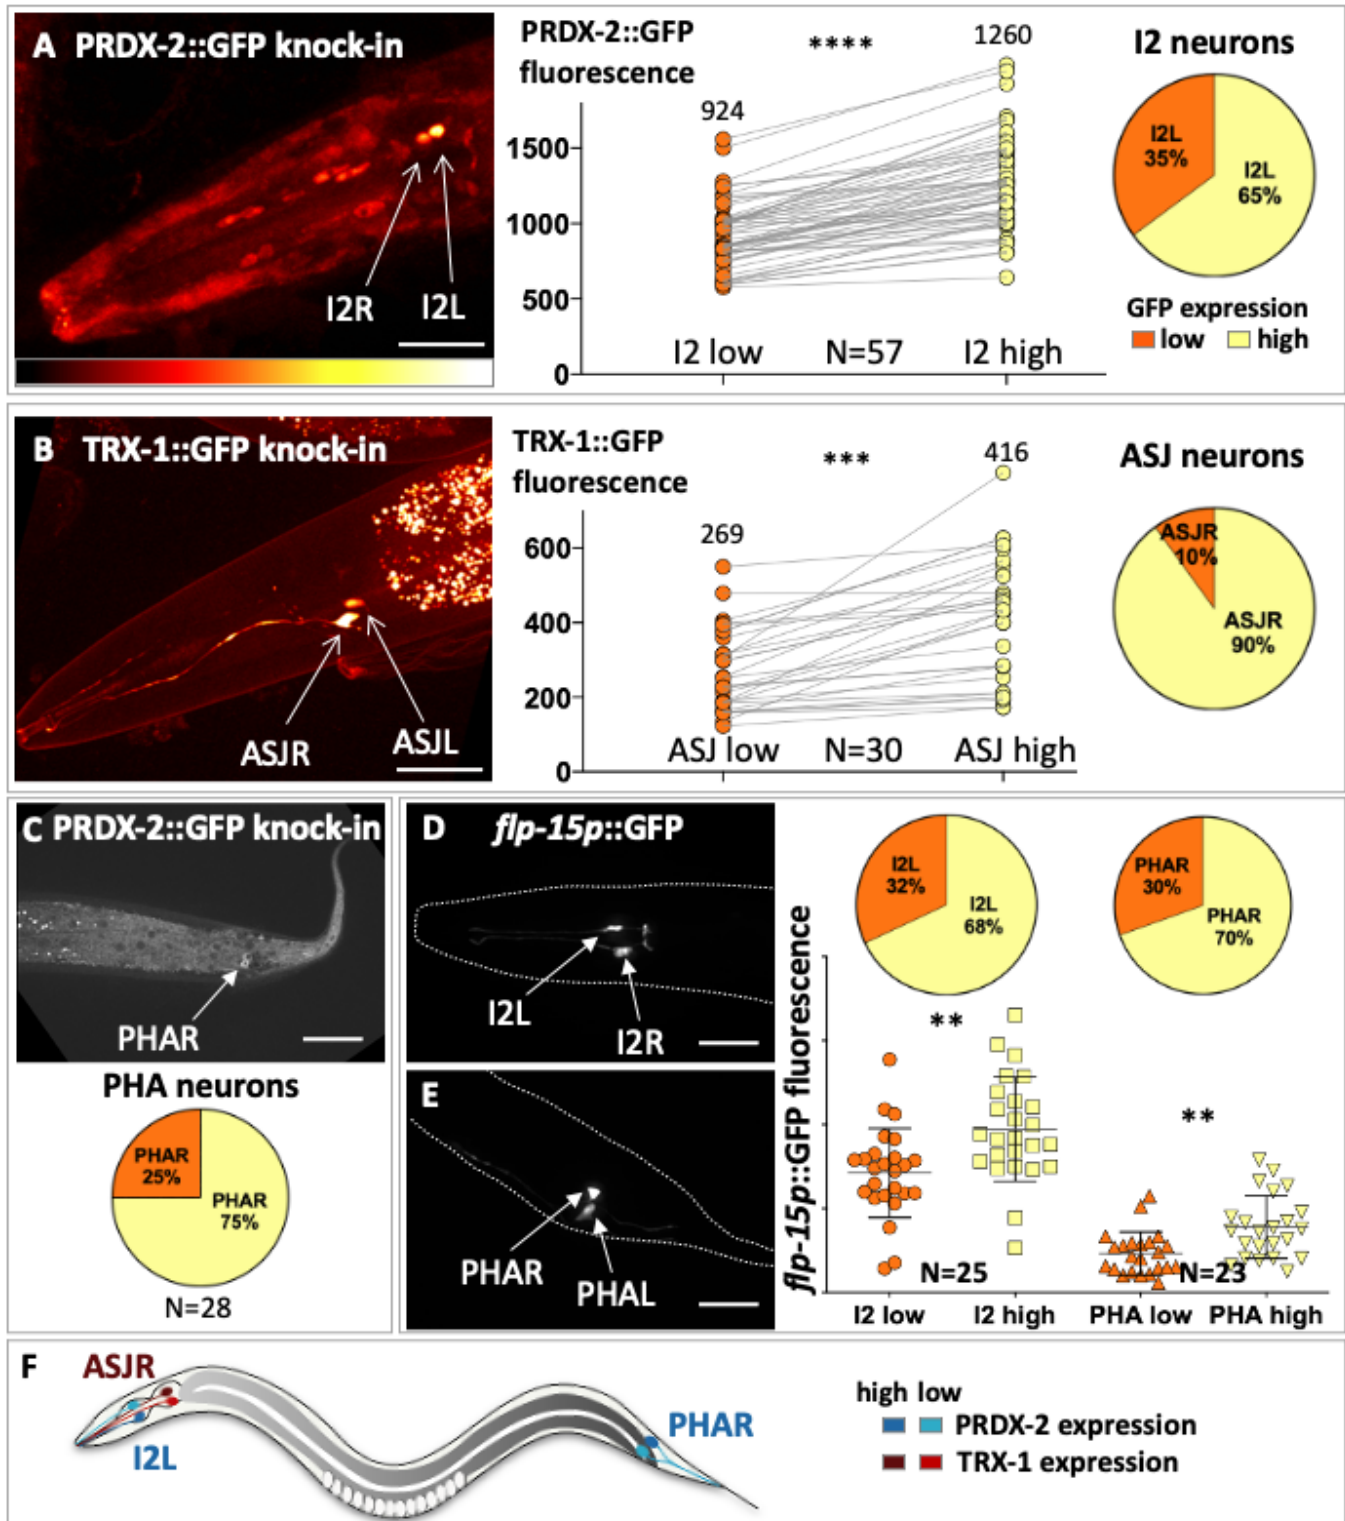 A PRDX-2::GFP knock-in
I2R
I2L
PRDX-2::GFP
fluorescence
****
924
1260
1500
1000
500
0
I2 low
N=57
I2 high
I2 neurons
I2L
35%
I2L
65%
GFP expression
low
high
B TRX-1::GFP knock-in
ASJR
ASJL
TRX-1::GFP
fluorescence
***
269
416
600
400
200
0
ASJ low
N=30
ASJ high
ASJ neurons
ASJR
10%
ASJR
90%
C PRDX-2::GFP knock-in
PHAR
PHA neurons
PHAR
25%
PHAR
75%
N=28
D flp-15p::GFP
I2L
I2R
E
PHAR
PHAL
I2L
32%
I2L
68%
PHAR
30%
PHAR
70%
flp-15p::GFP fluorescence
**
**
N=25
N=23
I2 low
I2 high
PHA low
PHA high
F
ASJR
I2L
PHAR
high low
PRDX-2 expression
TRX-1 expression